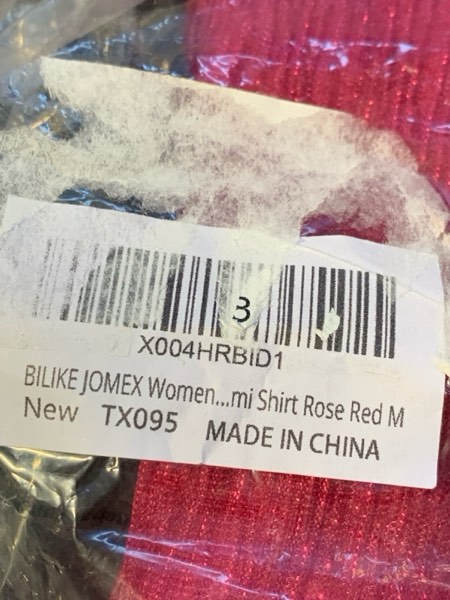 3
X004HRBID1
BILIKE JOMEX Women...mi Shirt Rose Red M
New TX095 MADE IN CHINA